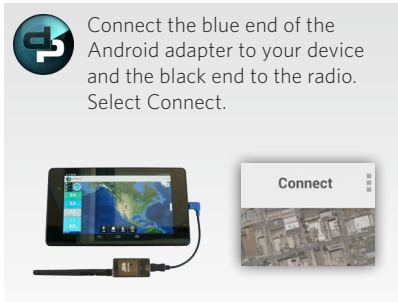 Connect the blue end of the
Android adapter to your device
and the black end to the radio.
Select Connect.
Connect